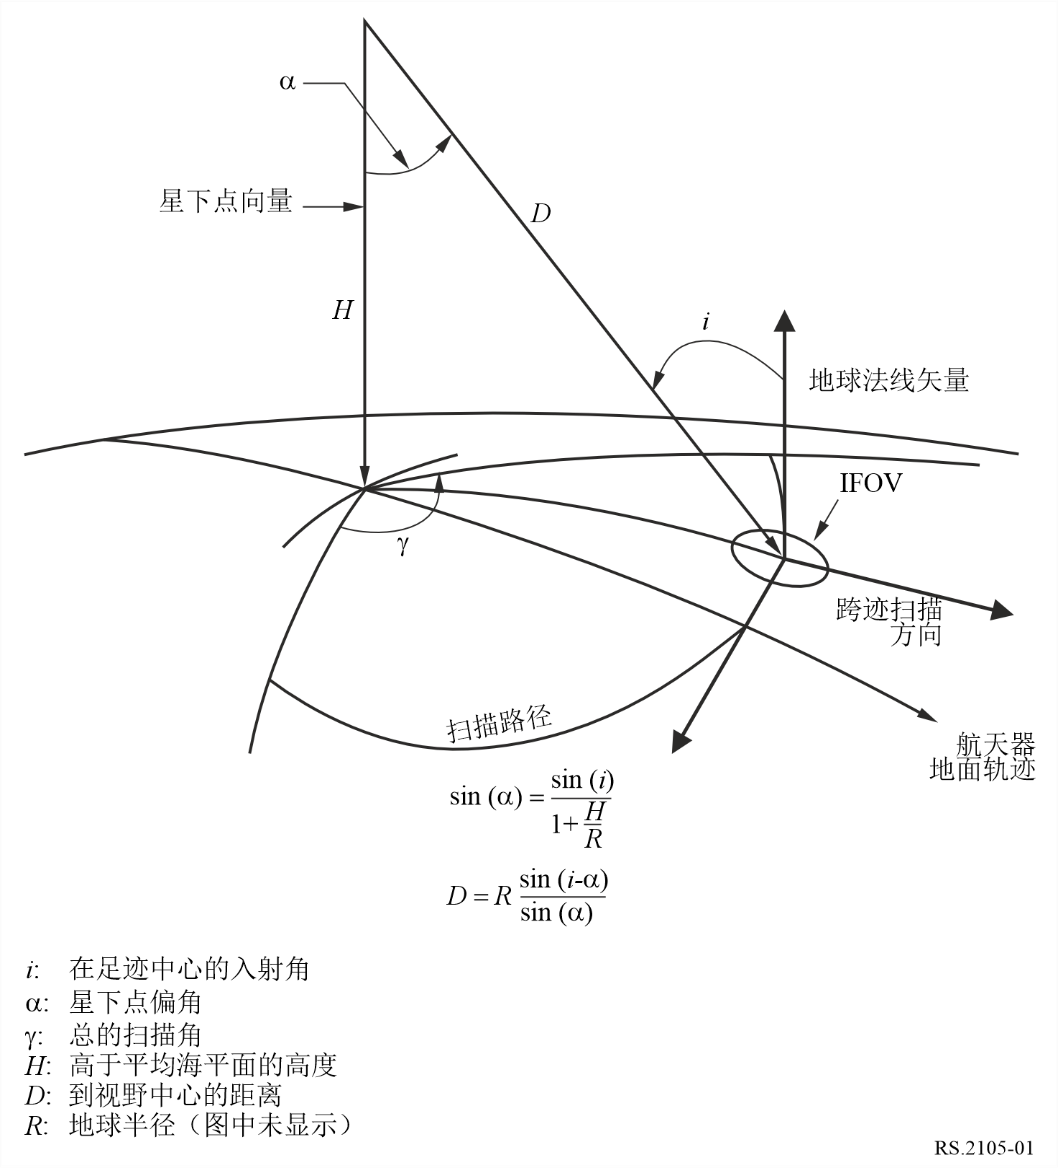 α
星下点向量
D
H
i
地球法线矢量
IFOV
γ
跨迹扫描
方向
扫描路径
航天器
地面轨迹
sin (α) = sin (i) / 1+ H/R
D = R sin (i-α) / sin (α)
i: 在足迹中心的入射角
α: 星下点偏角
γ: 总的扫描角
H: 高于平均海平面的高度
D: 到视野中心的距离
R: 地球半径（图中未显示）
RS.2105-01